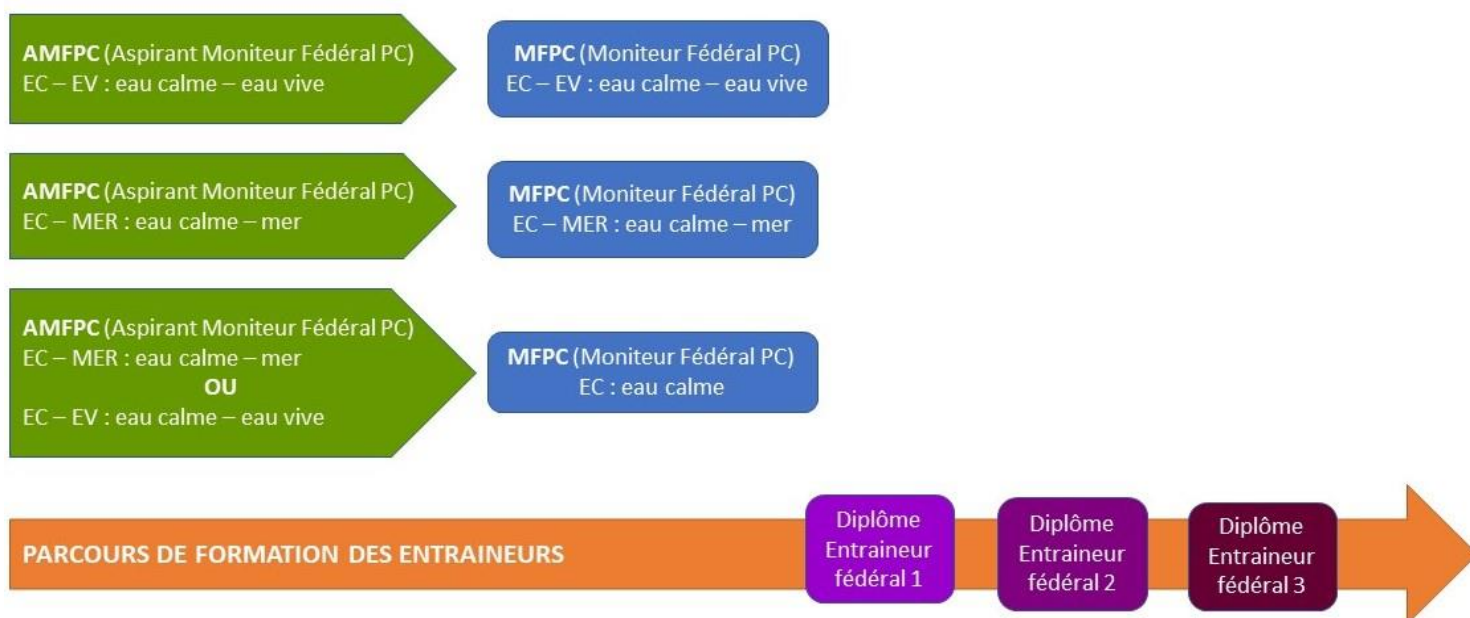 AMFPC (Aspirant Moniteur Fédéral PC)
EC – EV : eau calme – eau vive
MFPC (Moniteur Fédéral PC)
EC – EV : eau calme – eau vive
AMFPC (Aspirant Moniteur Fédéral PC)
EC – MER : eau calme – mer
MFPC (Moniteur Fédéral PC)
EC – MER : eau calme – mer
AMFPC (Aspirant Moniteur Fédéral PC)
EC – MER : eau calme – mer
OU
EC – EV : eau calme – eau vive
MFPC (Moniteur Fédéral PC)
EC : eau calme
PARCOURS DE FORMATION DES ENTRAINEURS
Diplôme
Entraineur
fédéral 1
Diplôme
Entraineur
fédéral 2
Diplôme
Entraineur
fédéral 3